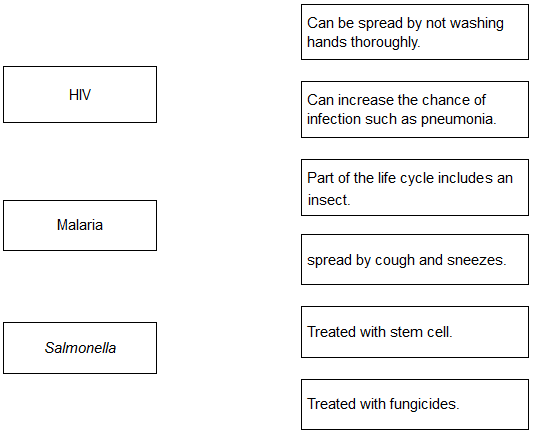 HIV
Malaria
Salmonella
Can be spread by not washing
hands thoroughly.
Can increase the chance of
infection such as pneumonia.
Part of the life cycle includes an
insect.
spread by cough and sneezes.
Treated with stem cell.
Treated with fungicides.